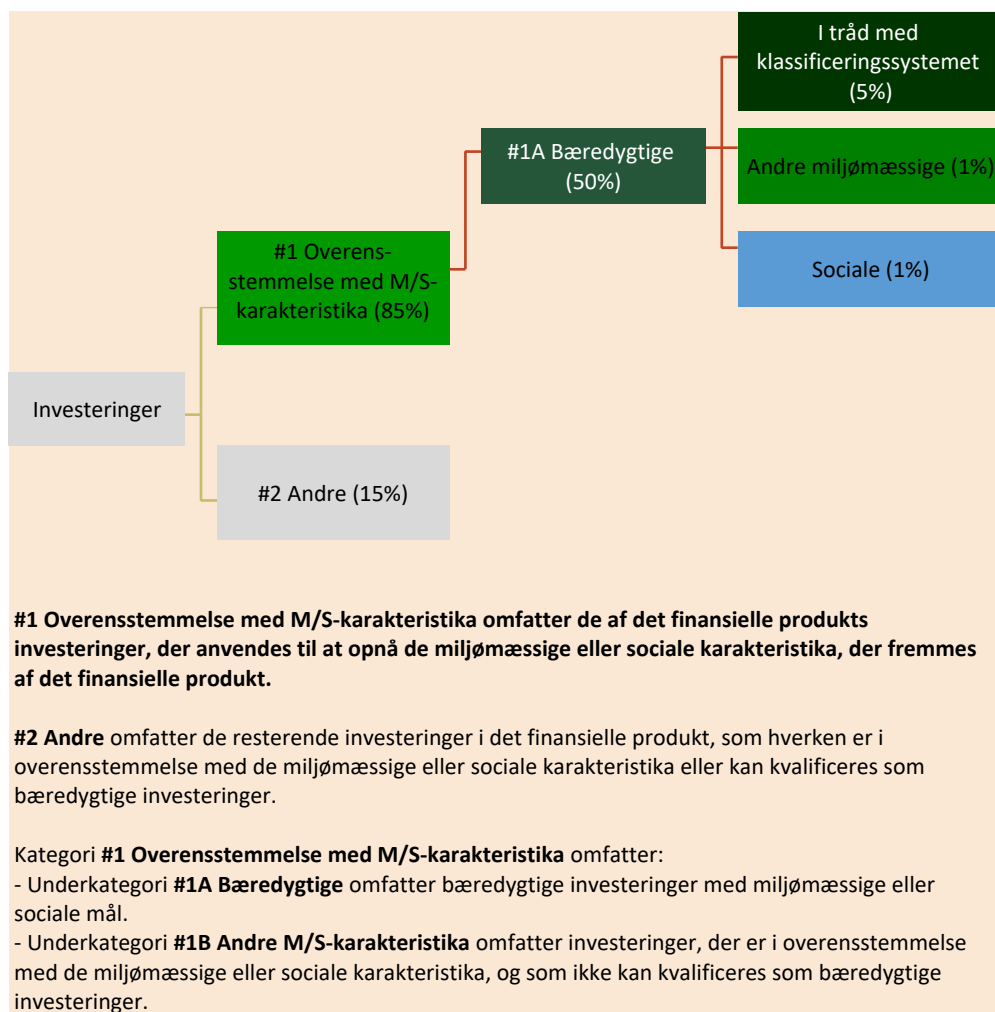 I tråd med
klassificeringssystemet
(5%)
#1A Bæredygtige
(50%)
Andre miljømæssige (1%)
#1 Overens-
stemmelse med M/S-
karakteristika (85%)
Sociale (1%)
Investeringer
#2 Andre (15%)
#1 Overensstemmelse med M/S-karakteristika omfatter de af det finansielle produkts
investeringer, der anvendes til at opnå de miljømæssige eller sociale karakteristika, der fremmes
af det finansielle produkt.
#2 Andre omfatter de resterende investeringer i det finansielle produkt, som hverken er i
overensstemmelse med de miljømæssige eller sociale karakteristika eller kan kvalificeres som
bæredygtige investeringer.
Kategori #1 Overensstemmelse med M/S-karakteristika omfatter:
- Underkategori #1A Bæredygtige omfatter bæredygtige investeringer med miljømæssige eller
sociale mål.
- Underkategori #1B Andre M/S-karakteristika omfatter investeringer, der er i overensstemmelse
med de miljømæssige eller sociale karakteristika, og som ikke kan kvalificeres som bæredygtige
investeringer.